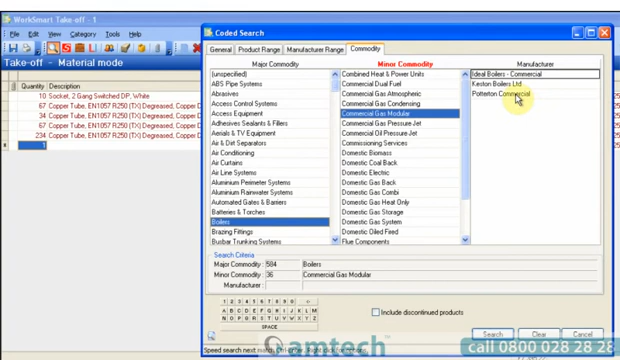 WorkSmart Take-off - 1
File Edit View Category Tools Help
Take-off - Material mode
Quantity Description
10 Socket, 2 Gang Switched DP, White
67 Copper Tube, EN1057 R250 (TX) Degreased, Copper D
34 Copper Tube, EN1057 R250 (TX) Degreased, Copper D
67 Copper Tube, EN1057 R250 (TX) Degreased, Copper D
234 Copper Tube, EN1057 R250 (TX) Degreased, Copper D
1
Coded Search
General Product Range Manufacturer Range Commodity
Major Commodity
(unspecified)
ABS Pipe Systems
Abrasives
Access Control Systems
Access Equipment
Adhesives Sealants & Fillers
Aerials & TV Equipment
Air & Dirt Separators
Air Conditioning
Air Curtains
Air Line Systems
Aluminium Perimeter Systems
Aluminium Rainwater Systems
Automated Gates & Barriers
Batteries & Torches
Boilers
Brazing Fittings
Busbar Trunking Systems
Minor Commodity
Combined Heat & Power Units
Commercial Dual Fuel
Commercial Gas Atmospheric
Commercial Gas Condensing
Commercial Gas Modular
Commercial Gas Pressure Jet
Commercial Oil Pressure Jet
Commissioning Services
Domestic Biomass
Domestic Coal Back
Domestic Electric
Domestic Gas Back
Domestic Gas Combi
Domestic Gas Heat Only
Domestic Gas Storage
Domestic Gas System
Domestic Oiled Fired
Flue Components
Manufacturer
Ideal Boilers - Commercial
Keston Boilers Ltd
Potterton Commercial
Search Criteria
Major Commodity : 584 Boilers
Minor Commodity : 36 Commercial Gas Modular
Manufacturer :
1 2 3 4 5 6 7 8 9 0
A B C D E F G H I J K L M
N O P Q R S T U V W X Y Z
SPACE
Include discontinued products
Search Clear Cancel
amtech
call 0800 028 28 28
Speed search next match, Ctrl+Enter. Right click for options.